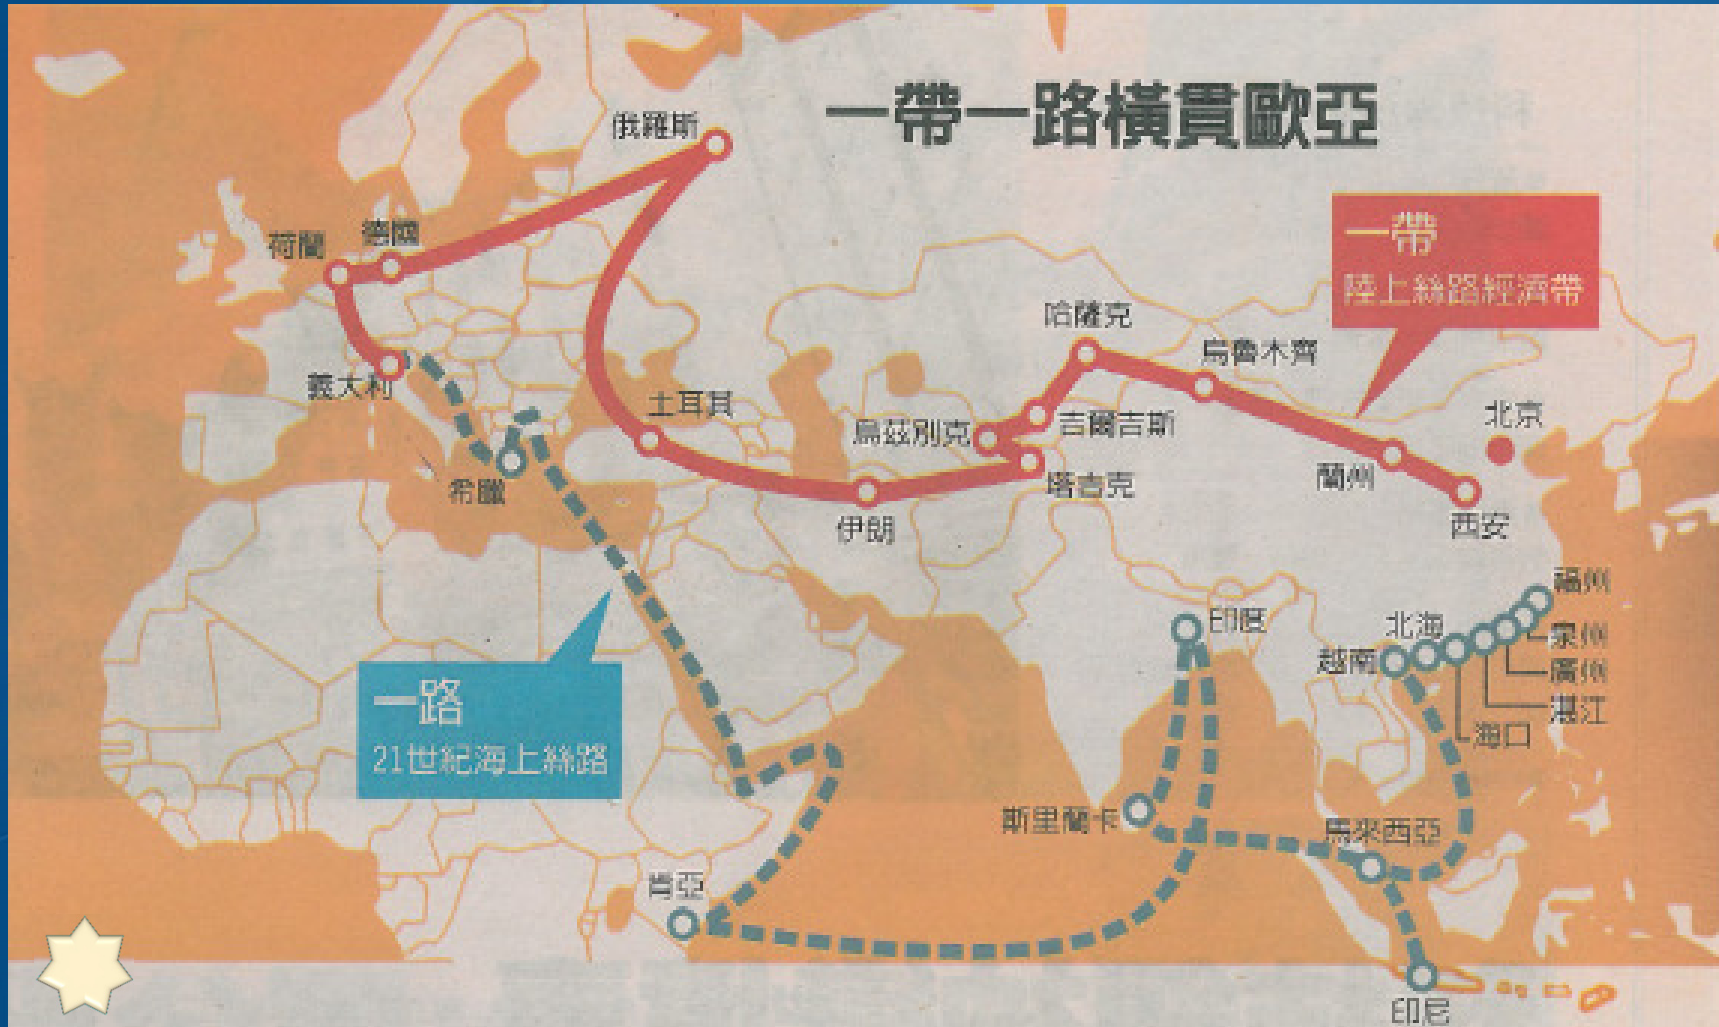 一帶一路橫貫歐亞
俄羅斯
一帶
陸上絲路經濟帶
荷蘭
德國
哈薩克
烏魯木齊
義大利
土耳其
烏茲別克
吉爾吉斯
北京
希臘
塔吉克
蘭州
伊朗
西安
福州
印度
北海
泉州
越南
廣州
一路
21世紀海上絲路
湛江
海口
斯里蘭卡
馬來西亞
肯亞
印尼